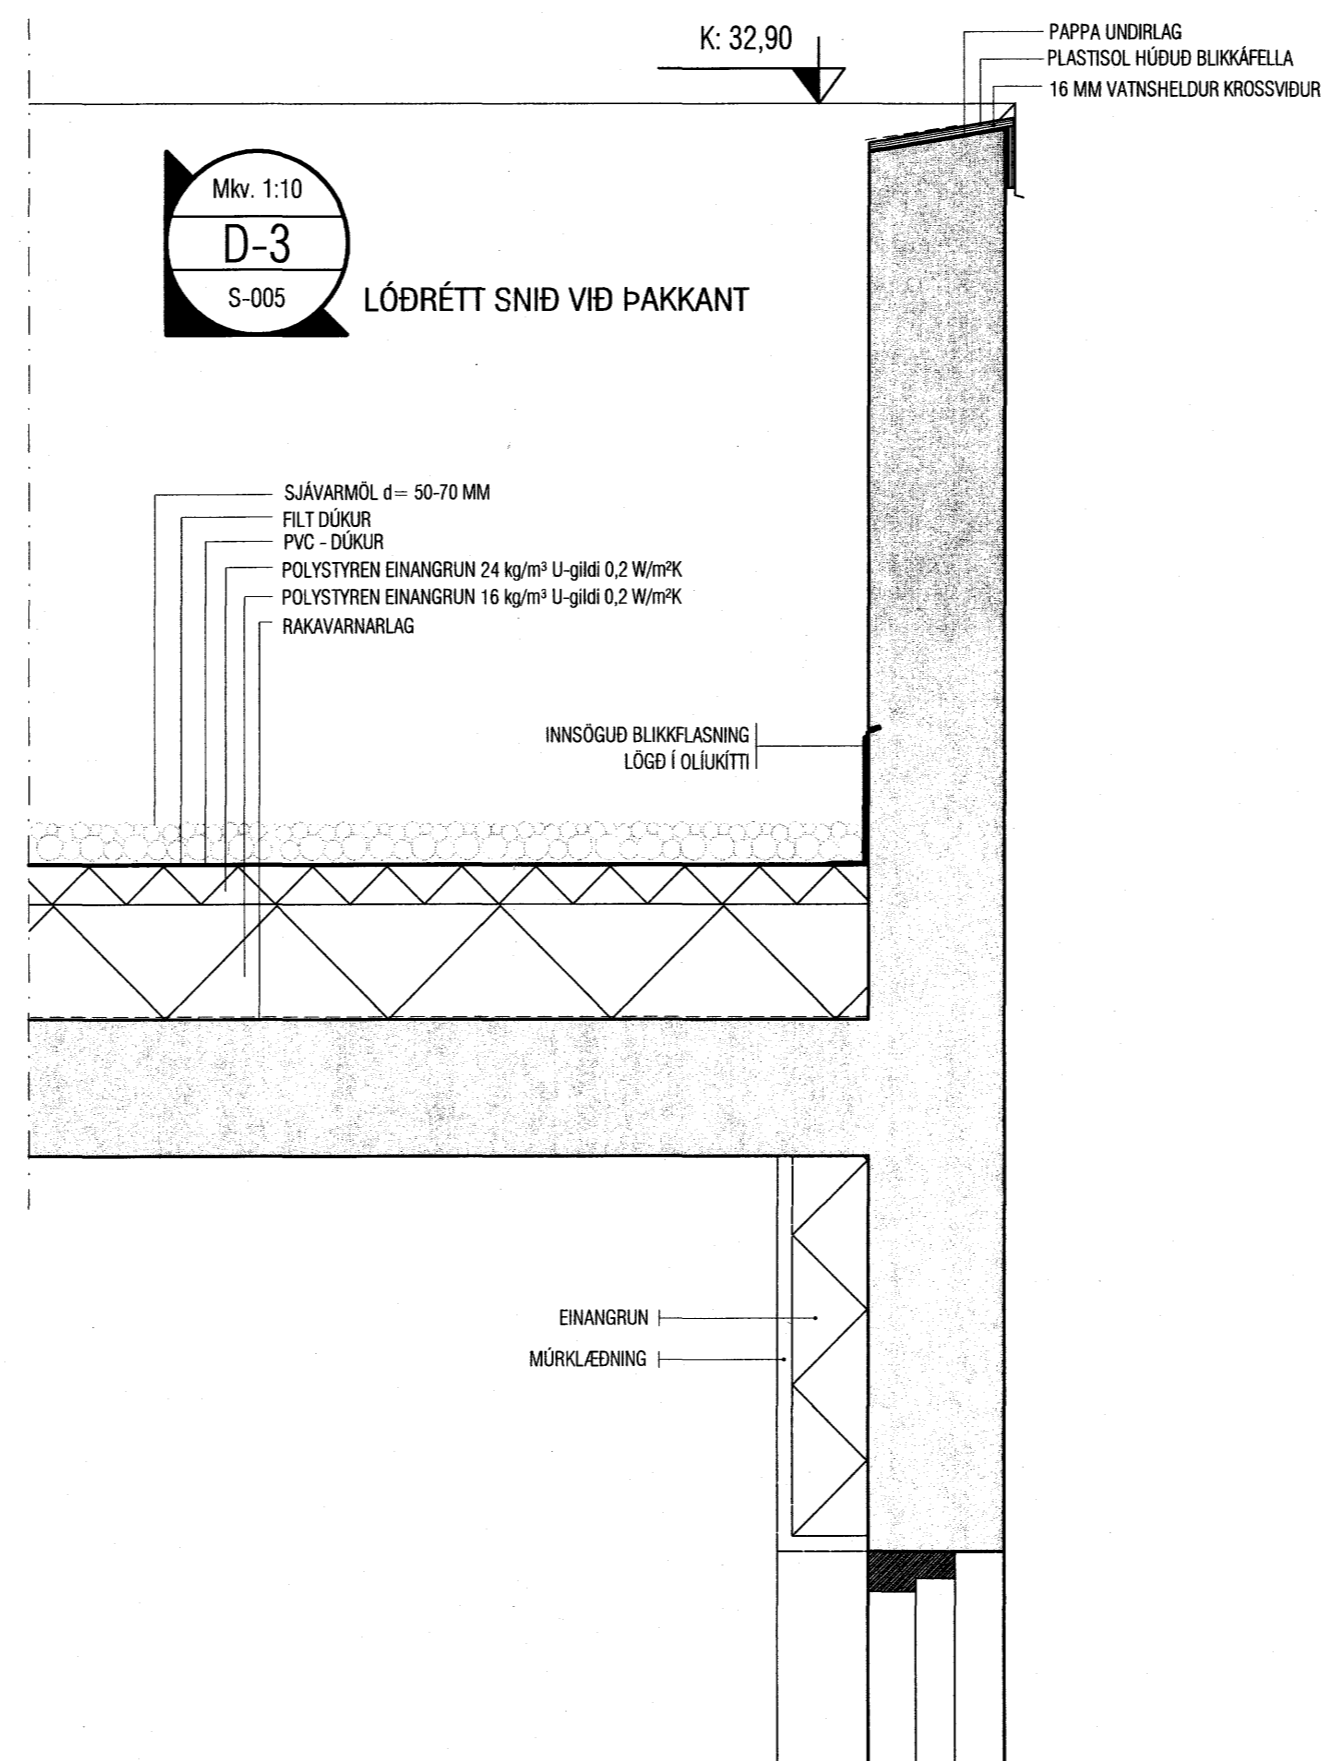 K: 32,90
PAPPA UNDIRLAG
PLASTISOL HÚÐUÐ BLIKKÁFELLA
16 MM VATNSHELDUR KROSSVIÐUR
Mkv. 1:10
D-3
S-005
LÓÐRÉTT SNIÐ VIÐ ÞAKKANT
SJÁVARMÖL d= 50-70 MM
FILT DÚKUR
PVC - DÚKUR
POLYSTYREN EINANGRUN 24 kg/m³ U-gildi 0,2 W/m²K
POLYSTYREN EINANGRUN 16 kg/m³ U-gildi 0,2 W/m²K
RAKAVARNARLAG
INNSÖGUÐ BLIKKFLASNING
LÖGÐ Í OLÍUKÍTTI
EINANGRUN
MÚRKLÆÐNING